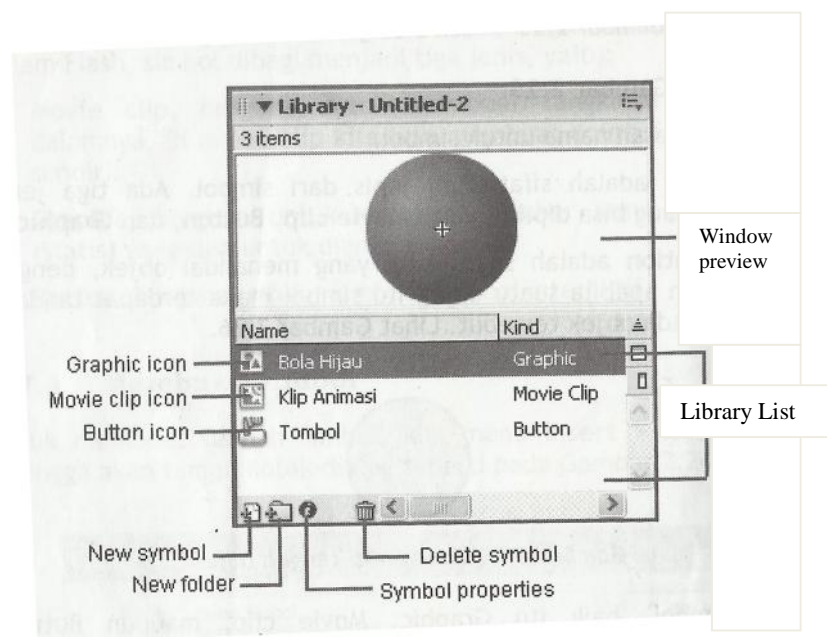 Library - Untitled-2
3 items
Window
preview
Name Kind
Graphic icon Bola Hijau Graphic
Movie clip icon Klip Animasi Movie Clip
Library List
Button icon Tombol Button
New symbol Delete symbol
New folder Symbol properties